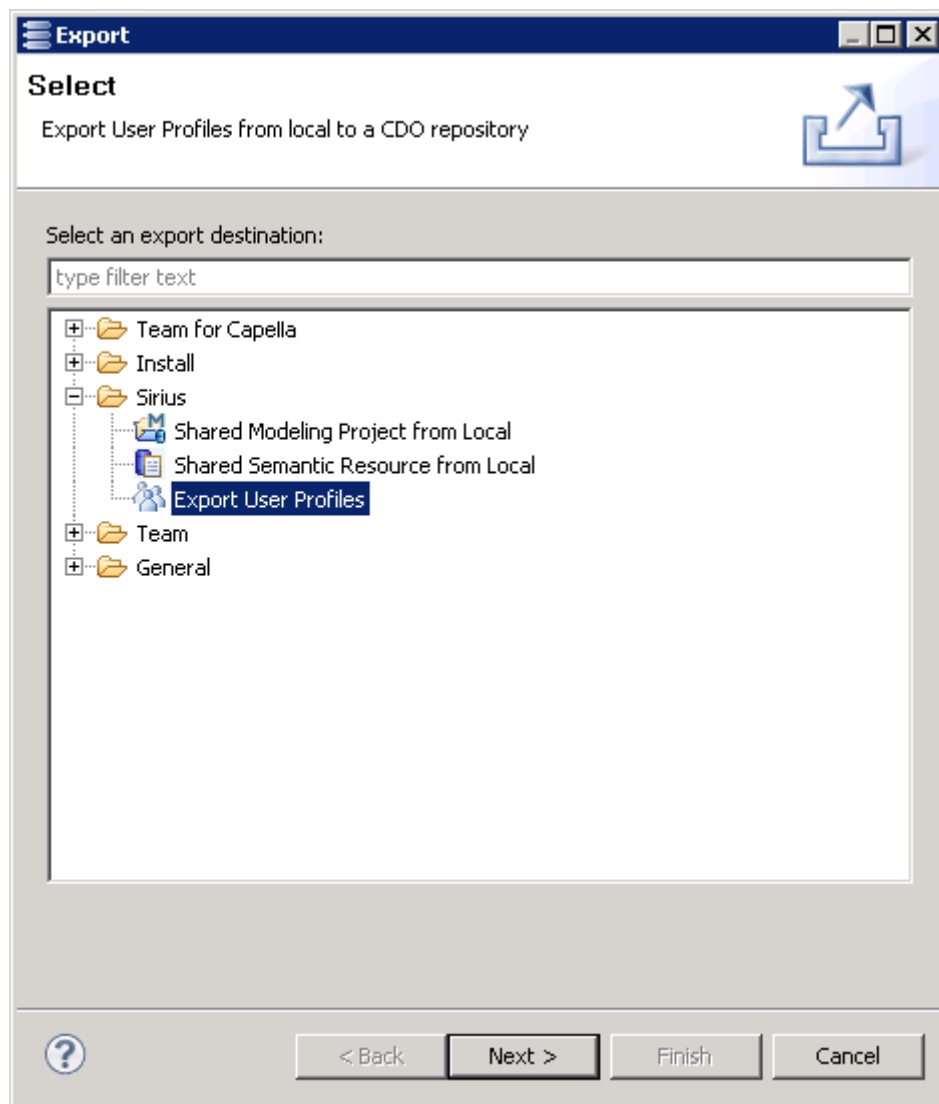 Export
Select
Export User Profiles from local to a CDO repository
Select an export destination:
type filter text
Team for Capella
Install
Sirius
Shared Modeling Project from Local
Shared Semantic Resource from Local
Export User Profiles
Team
General
< Back Next > Finish Cancel